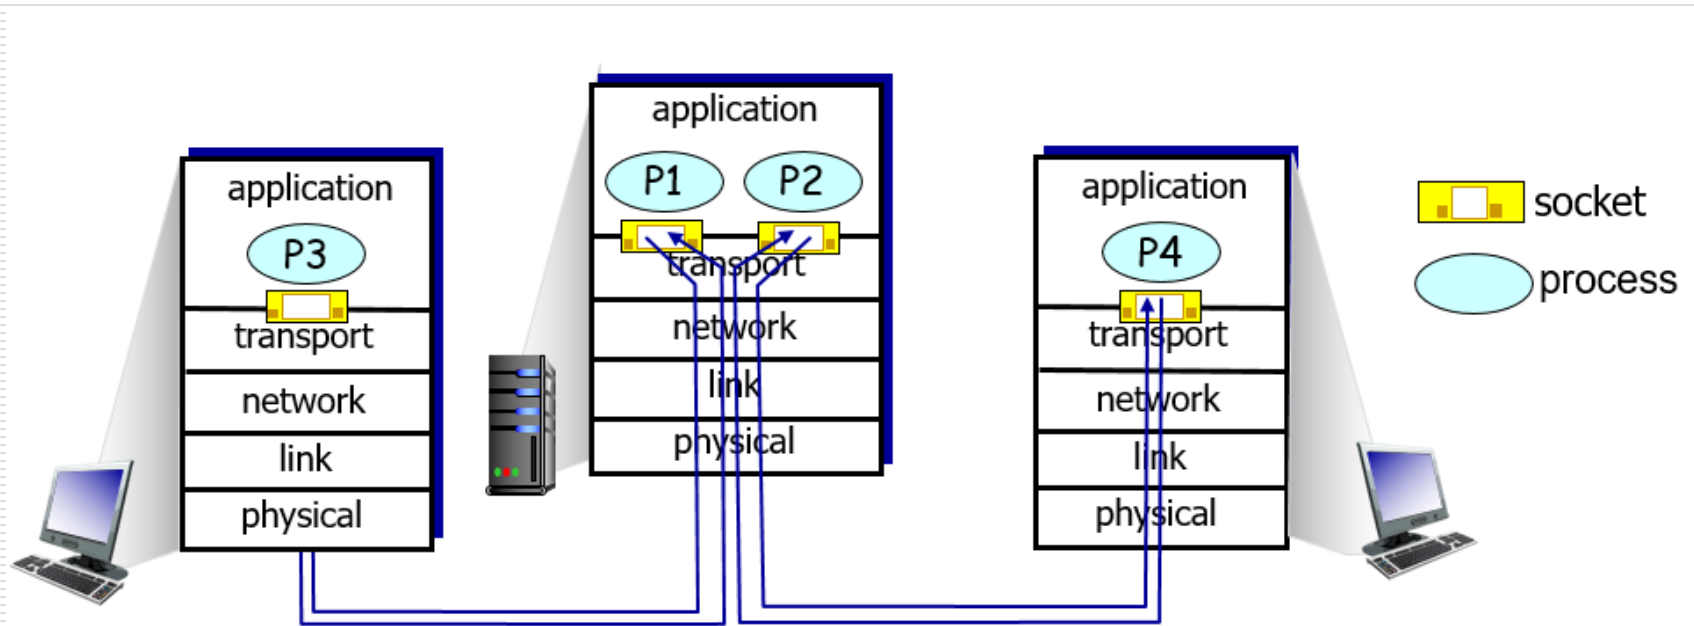 application
P3
transport
network
link
physical
application
P1 P2
transport
network
link
physical
application
P4
transport
network
link
physical
socket
process